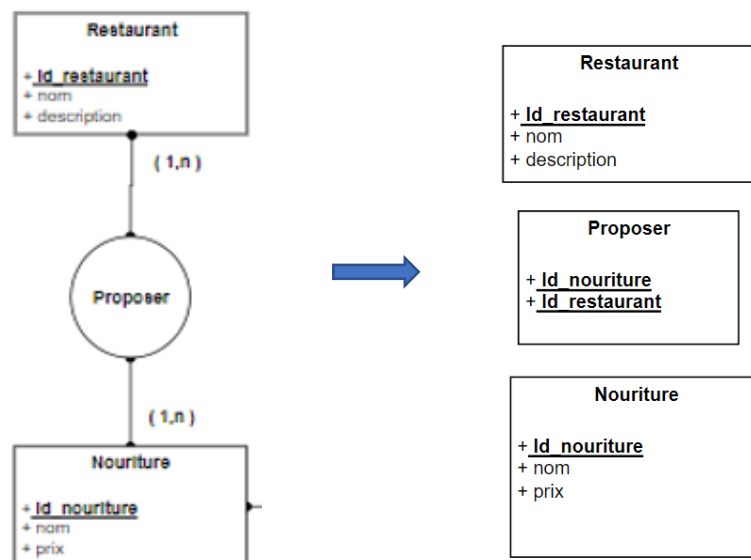 Restaurant
+ Id_restaurant
+ nom
+ description
( 1,n )
Proposer
( 1,n )
Nouriture
+ Id_nouriture
+ nom
+ prix
Restaurant
+ Id_restaurant
+ nom
+ description
Proposer
+ Id_nouriture
+ Id_restaurant
Nouriture
+ Id_nouriture
+ nom
+ prix